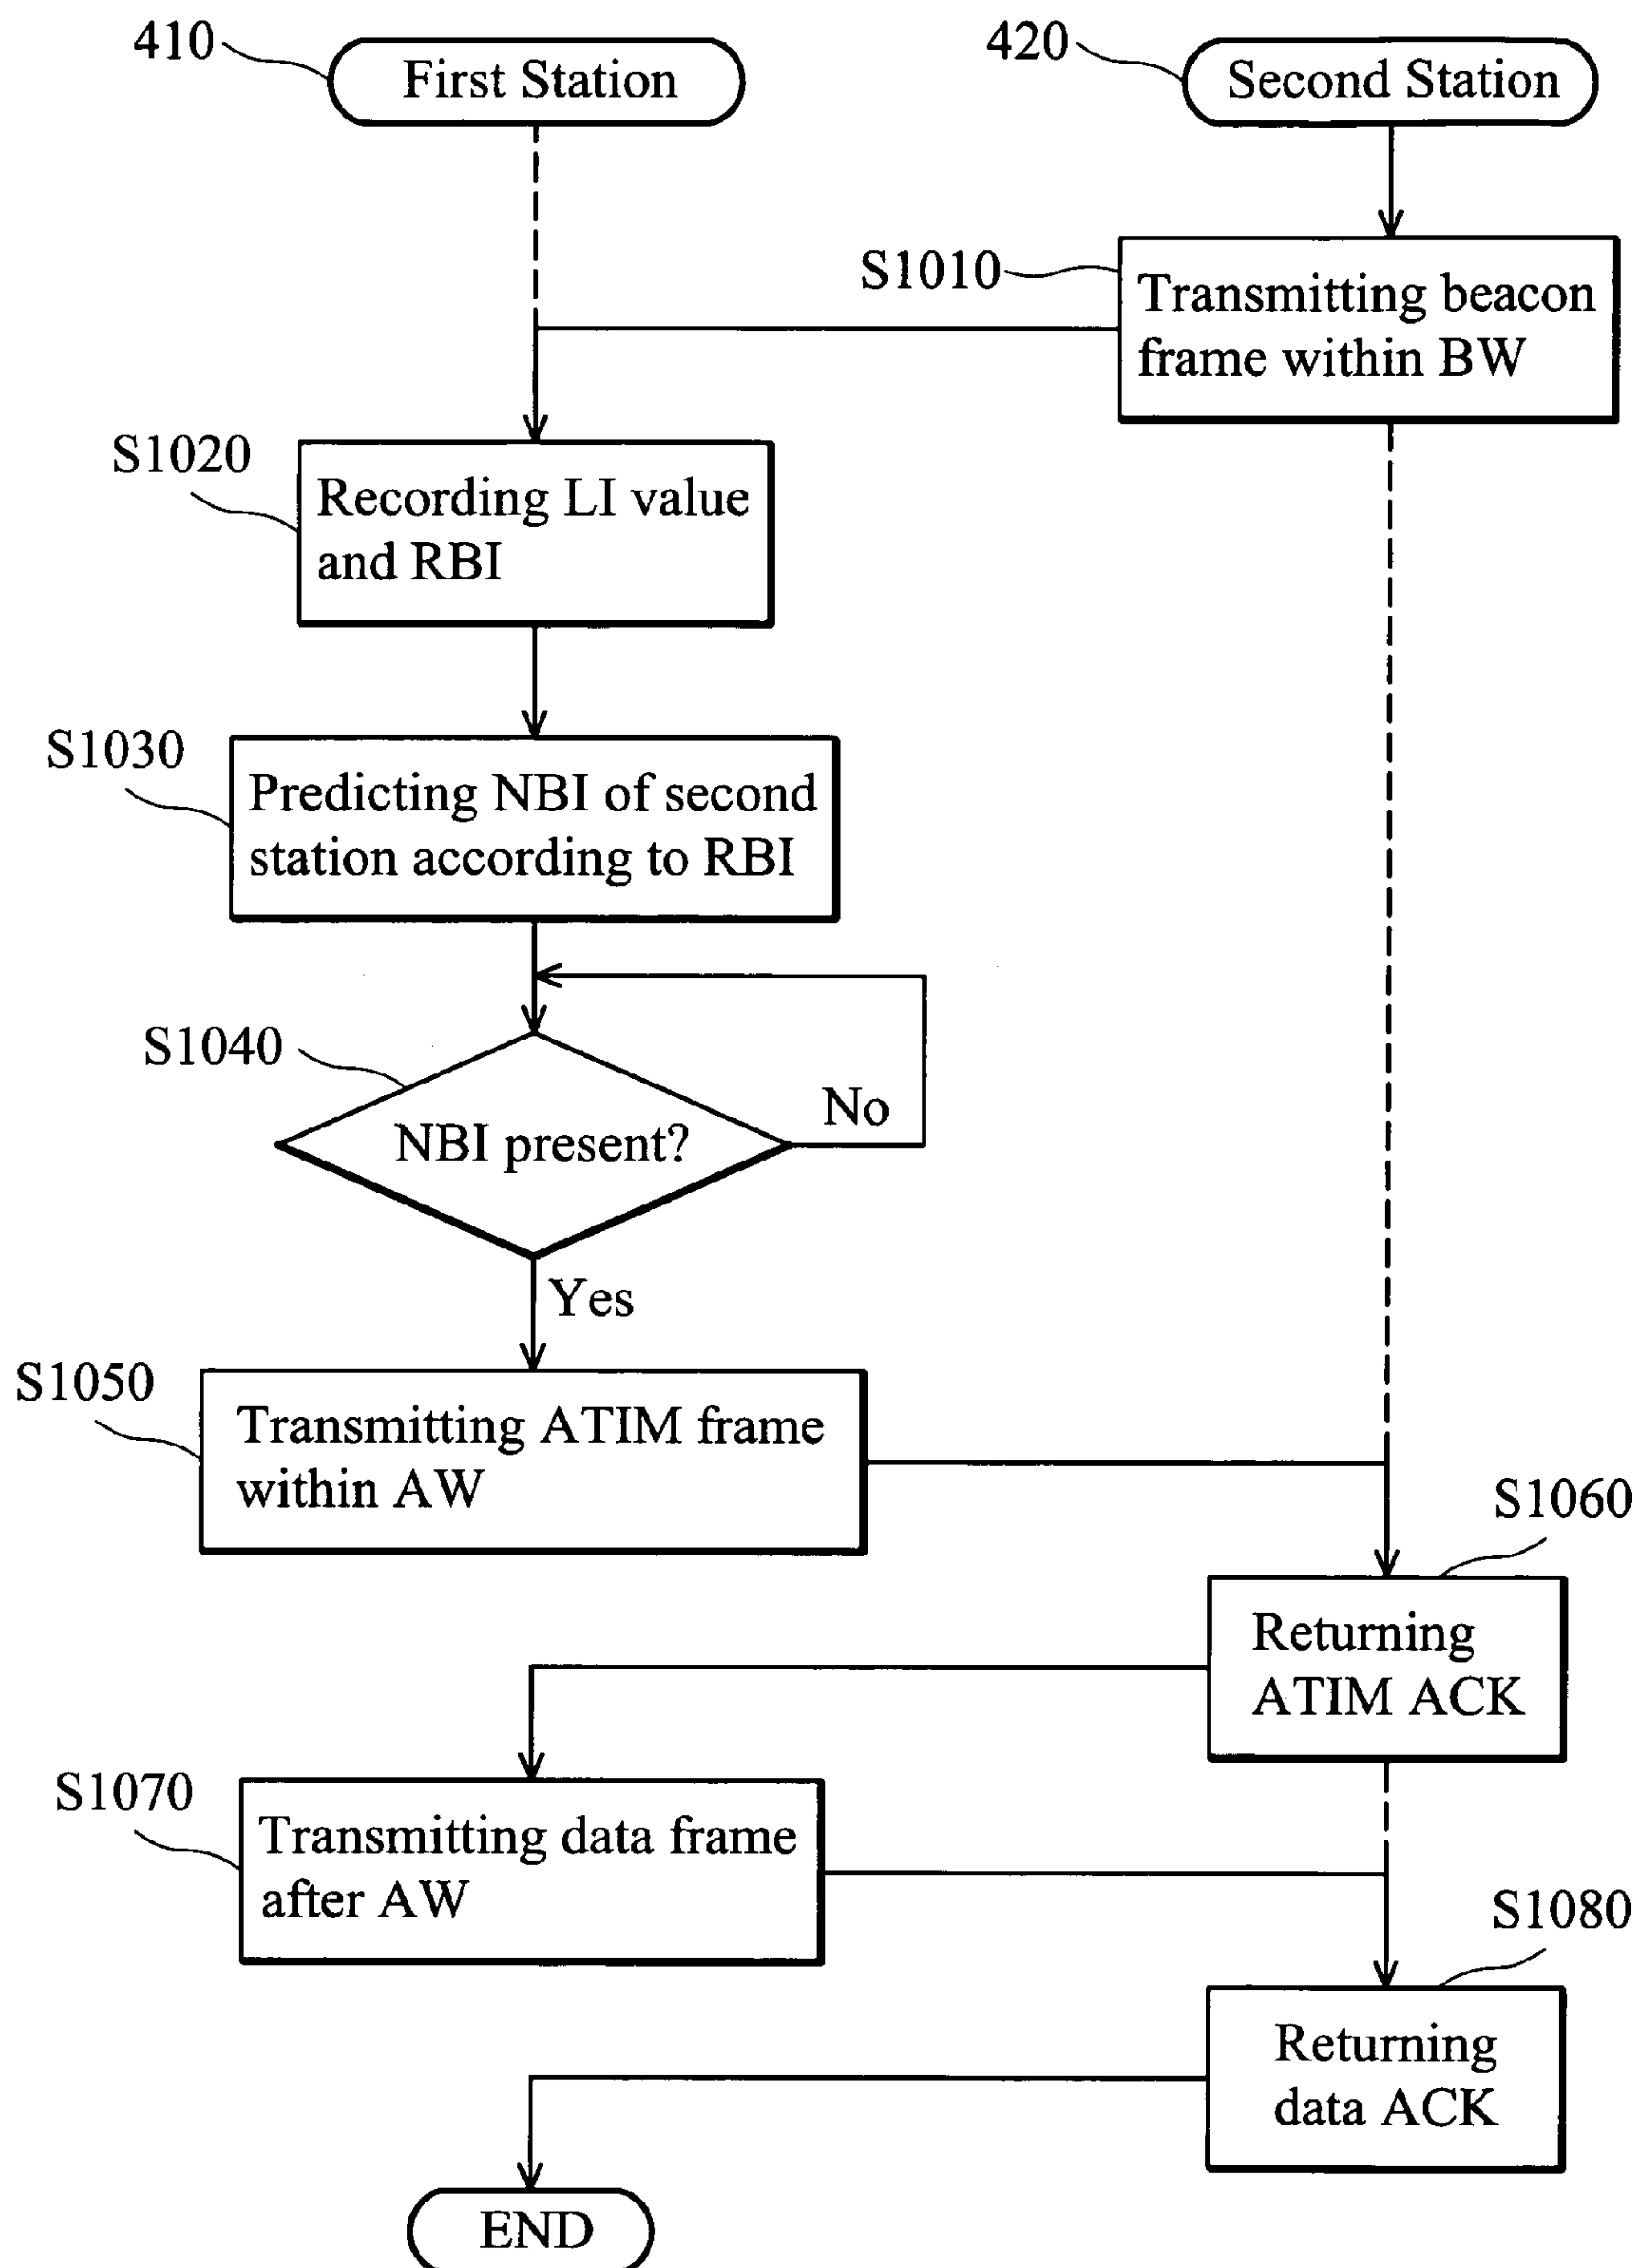 410
First Station
420
Second Station
S1010
Transmitting beacon
frame within BW
S1020
Recording LI value
and RBI
S1030
Predicting NBI of second
station according to RBI
S1040
NBI present?
No
Yes
S1050
Transmitting ATIM frame
within AW
S1060
Returning
ATIM ACK
S1070
Transmitting data frame
after AW
S1080
Returning
data ACK
END